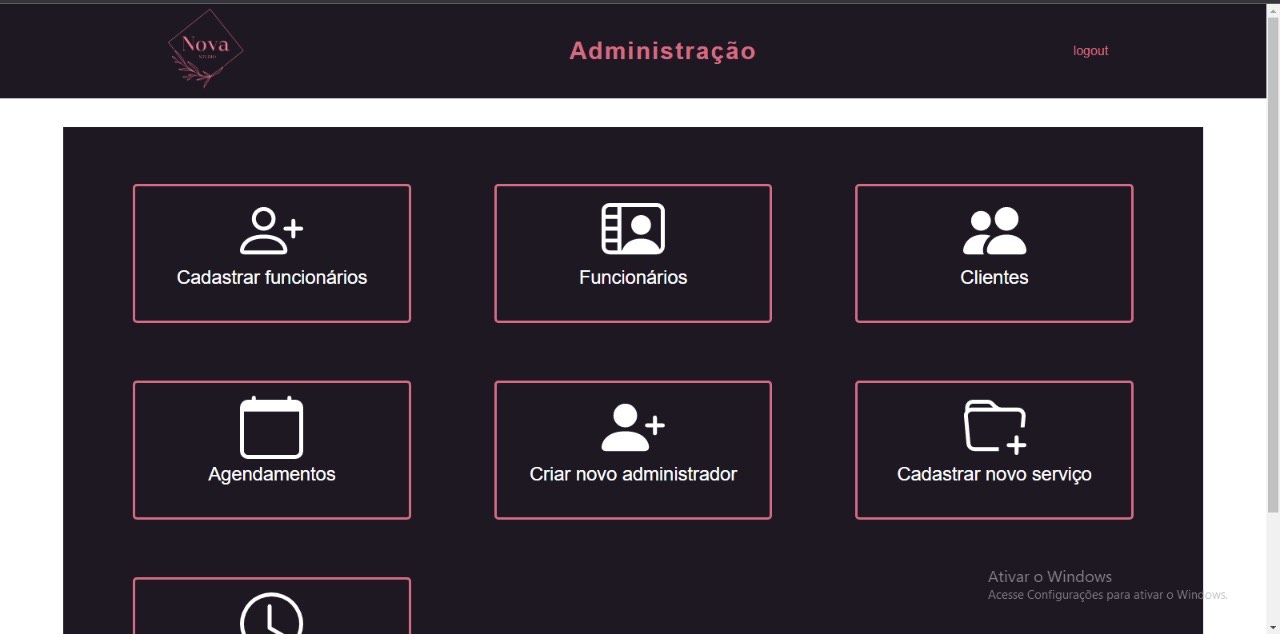 Nova
STUDIO
Administração
logout
Cadastrar funcionários
Funcionários
Clientes
Agendamentos
Criar novo administrador
Cadastrar novo serviço
Ativar o Windows
Acesse Configurações para ativar o Windows.